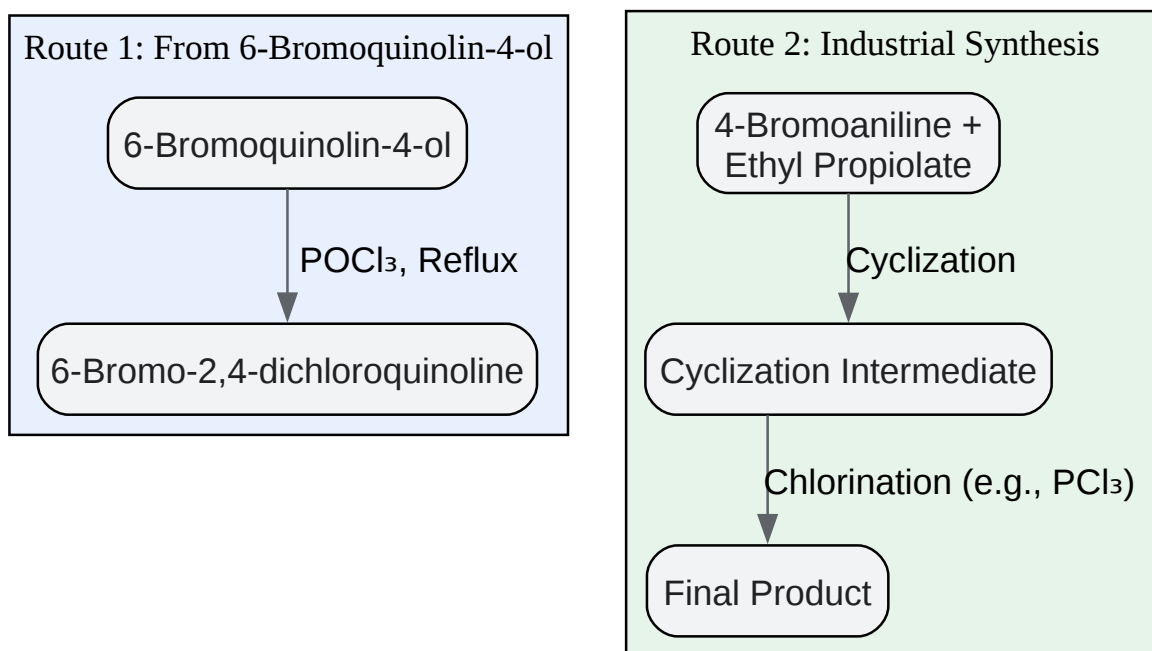 Route 1: From 6-Bromoquinolin-4-ol
6-Bromoquinolin-4-ol
POCl₃, Reflux
6-Bromo-2,4-dichloroquinoline
Route 2: Industrial Synthesis
4-Bromoaniline +
Ethyl Propiolate
Cyclization
Cyclization Intermediate
Chlorination (e.g., PCl₃)
Final Product